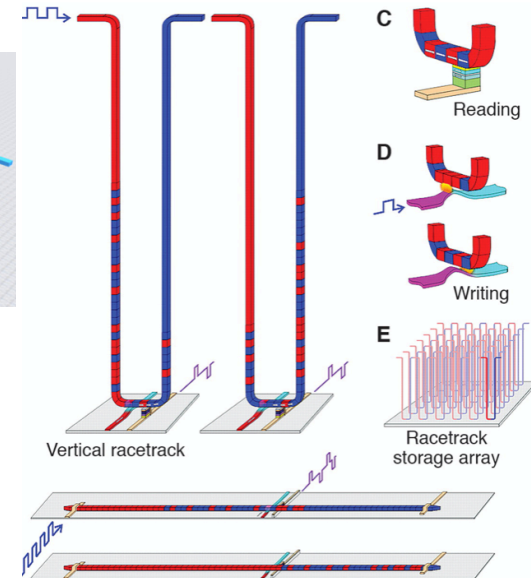 C
Reading
D
Writing
E
Vertical racetrack
Racetrack
storage array